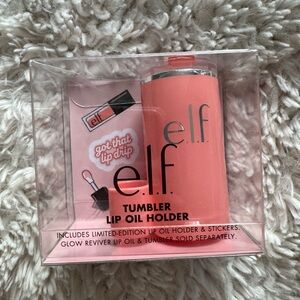 e.l.f.
e.l.f
got that
lip drip
e.l.f.
TUMBLER
LIP OIL HOLDER
INCLUDES LIMITED-EDITION LIP OIL HOLDER & STICKERS.
GLOW REVIVER LIP OIL & TUMBLER SOLD SEPARATELY.